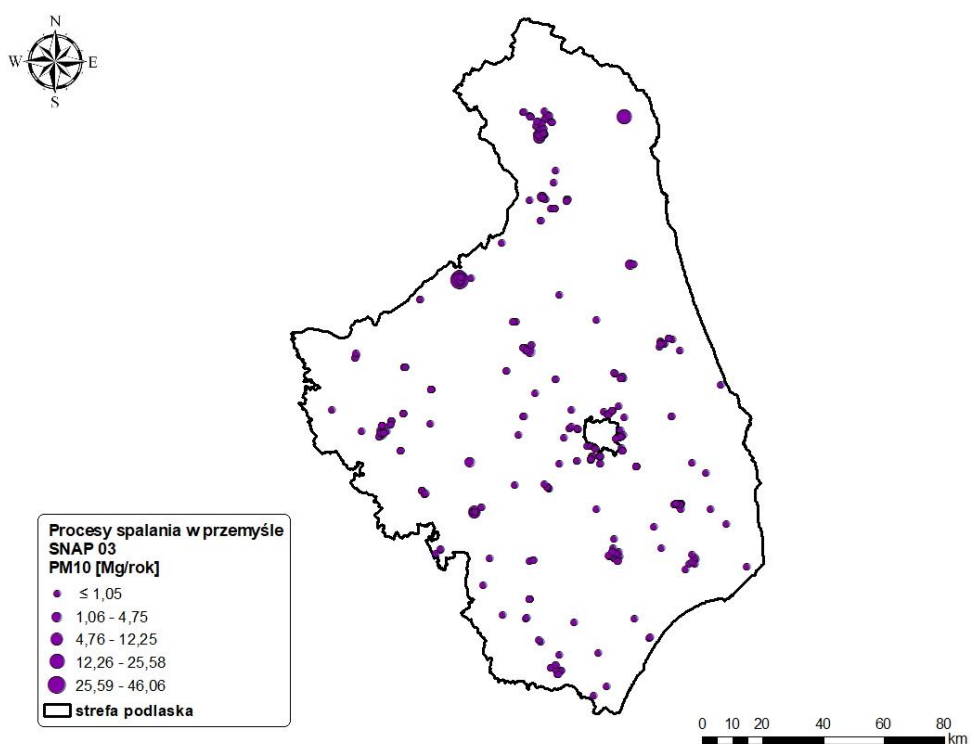 N
W E
S
Procesy spalania w przemyśle
SNAP 03
PM10 [Mg/rok]
≤ 1,05
1,06 - 4,75
4,76 - 12,25
12,26 - 25,58
25,59 - 46,06
strefa podlaska
0 10 20 40 60 80
km